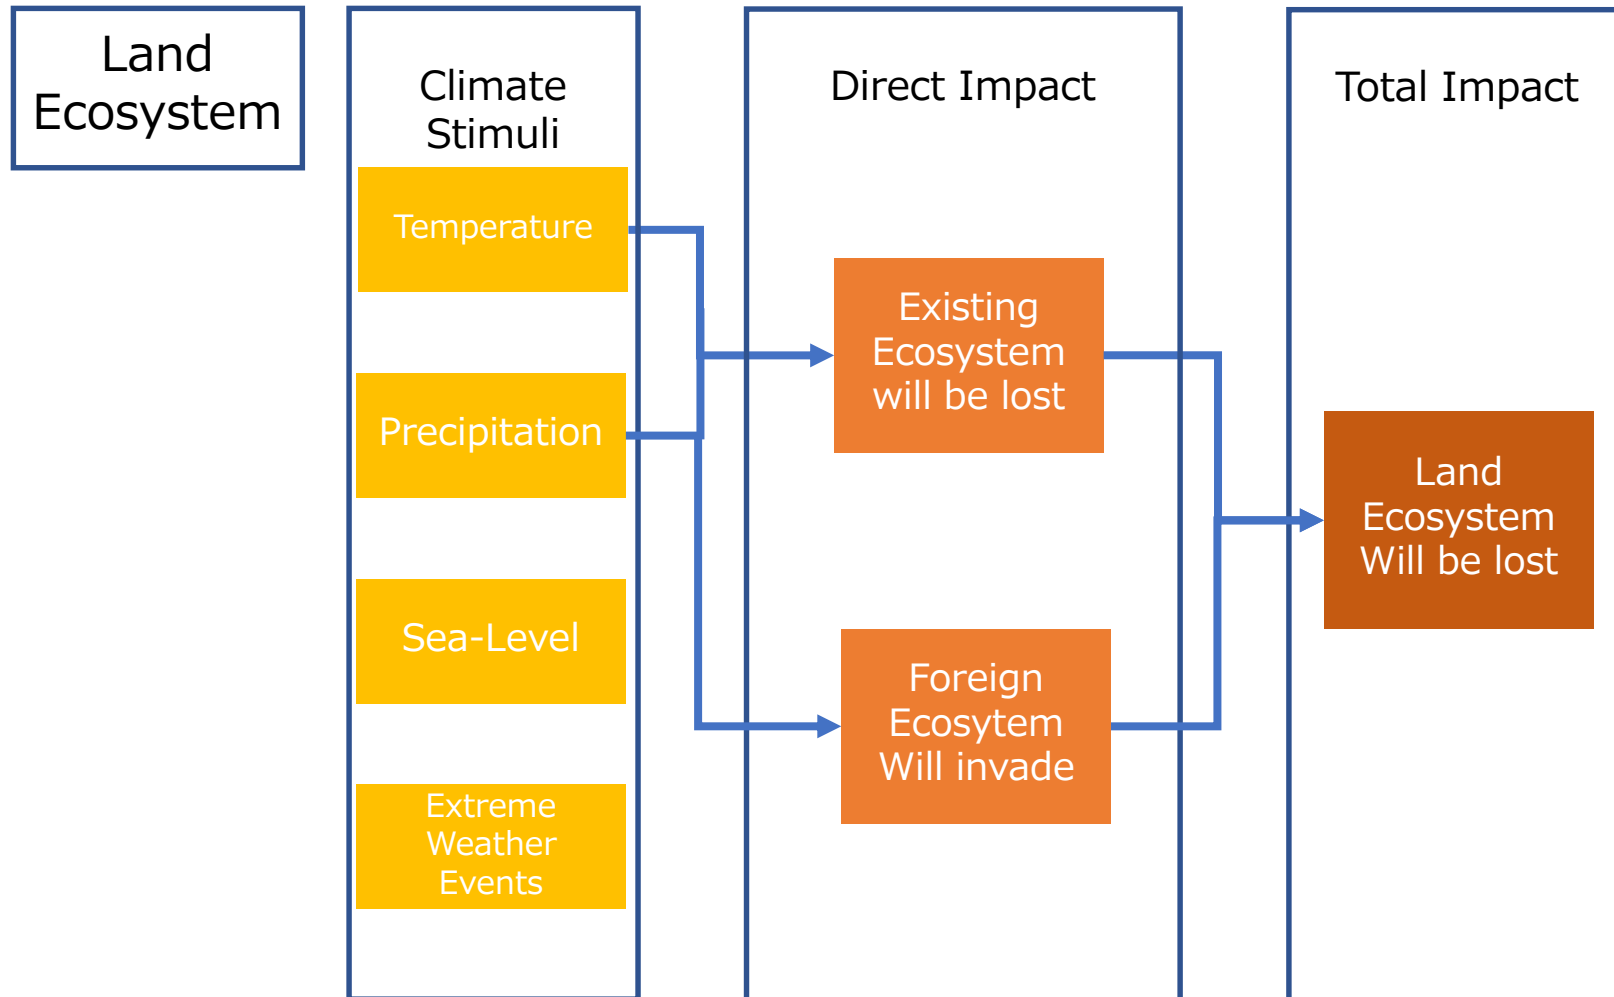 Land
Ecosystem
Climate
Stimuli
Temperature
Precipitation
Sea-Level
Extreme
Weather
Events
Direct Impact
Existing
Ecosystem
will be lost
Foreign
Ecosytem
Will invade
Total Impact
Land
Ecosystem
Will be lost